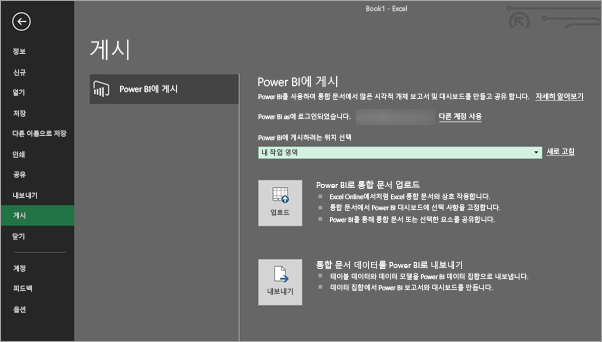 Book1 - Excel
정보
신규
열기
저장
다른 이름으로 저장
인쇄
공유
내보내기
게시
닫기
계정
피드백
옵션
게시
Power BI에 게시
Power BI에 게시
Power BI를 사용하여 통합 문서에서 많은 시각적 개체 보고서 및 대시보드를 만들고 공유 합니다. 자세히 알아보기
Power BI as에 로그인되었습니다. 다른 계정 사용
Power BI에 게시하려는 위치 선택
내 작업 영역 새로 고침
업로드
Power BI로 통합 문서 업로드
Excel Online에서처럼 Excel 통합 문서와 상호 작용합니다.
통합 문서에서 Power BI 대시보드에 선택 사항을 고정합니다.
Power BI를 통해 통합 문서 또는 선택한 요소를 공유합니다.
내보내기
통합 문서 데이터를 Power BI로 내보내기
테이블 데이터와 데이터 모델을 Power BI 데이터 집합으로 내보냅니다.
데이터 집합에서 Power BI 보고서와 대시보드를 만듭니다.